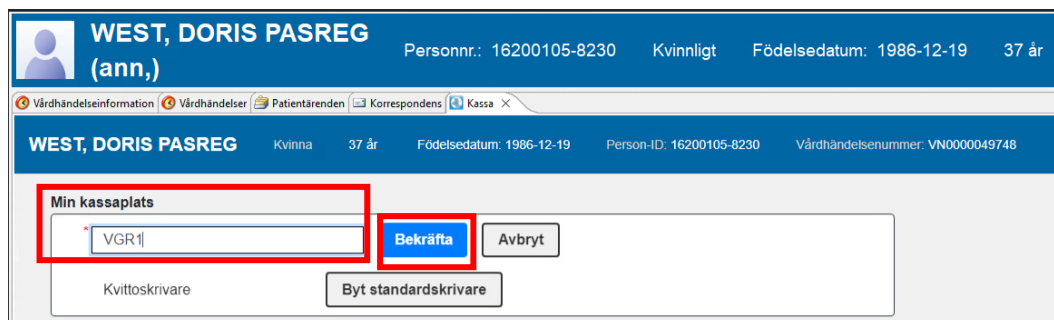 WEST, DORIS PASREG
(ann,)
Personnr.: 16200105-8230 Kvinnligt Födelsedatum: 1986-12-19 37 år
Vårdhändelseinformation Vårdhändelser Patientärenden Korrespondens Kassa
WEST, DORIS PASREG Kvinna 37 år Födelsedatum: 1986-12-19 Person-ID: 16200105-8230 Vårdhändelsenummer: VN0000049748
Min kassaplats
* VGR1 Bekräfta Avbryt
Kvittoskrivare Byt standardskrivare